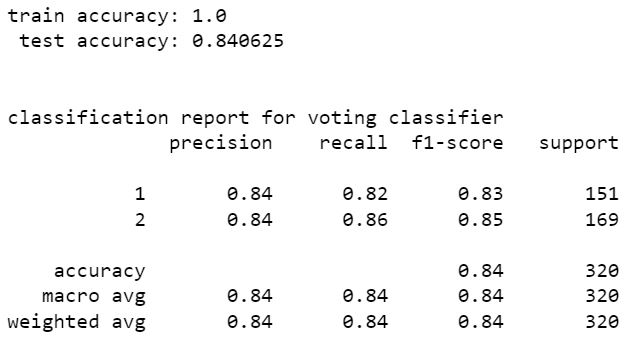 train accuracy: 1.0
test accuracy: 0.840625
classification report for voting classifier
precision recall f1-score support
1 0.84 0.82 0.83 151
2 0.84 0.86 0.85 169
accuracy 0.84 320
macro avg 0.84 0.84 0.84 320
weighted avg 0.84 0.84 0.84 320